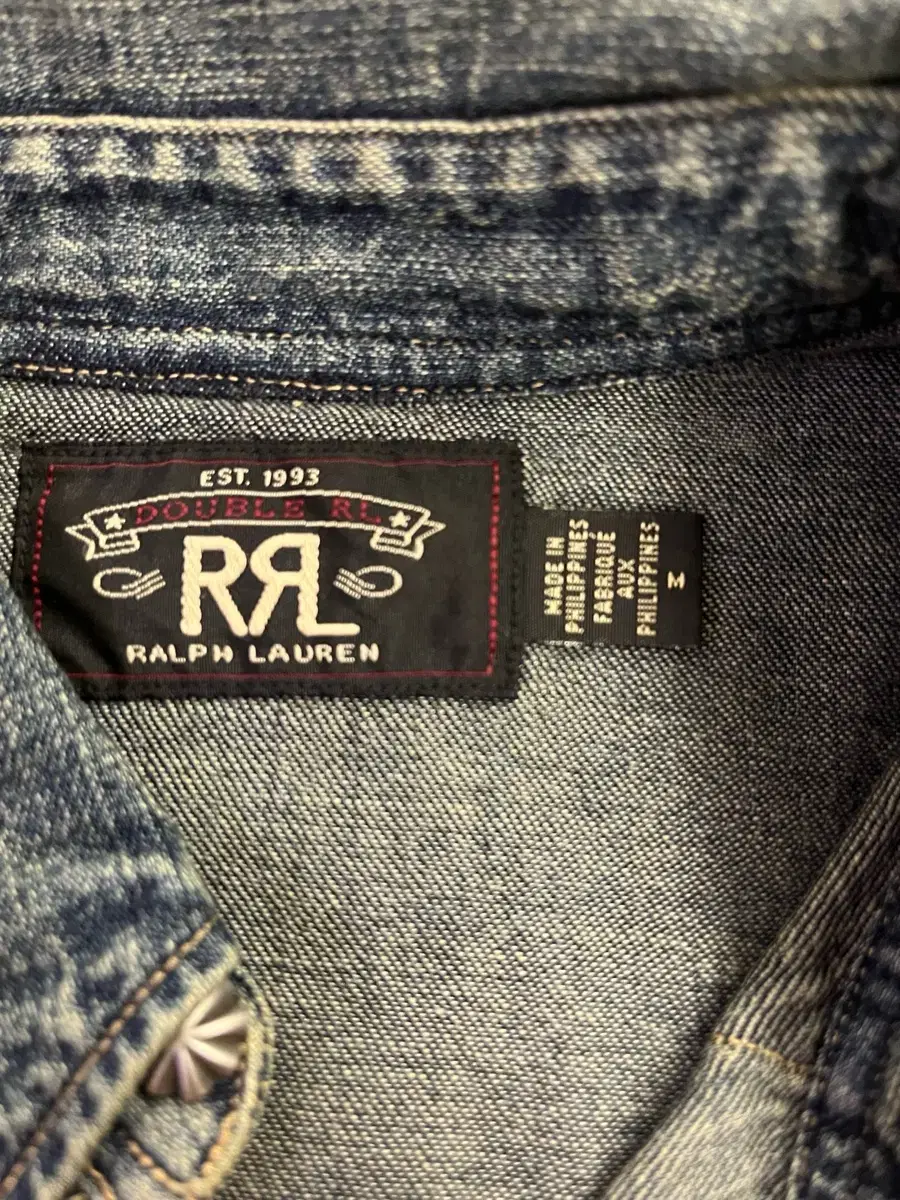 EST. 1993
DOUBLE RL
RRL
RALPH LAUREN
MADE IN
PHILIPPINES
FABRIQUÉ
AUX
PHILIPPINES
M